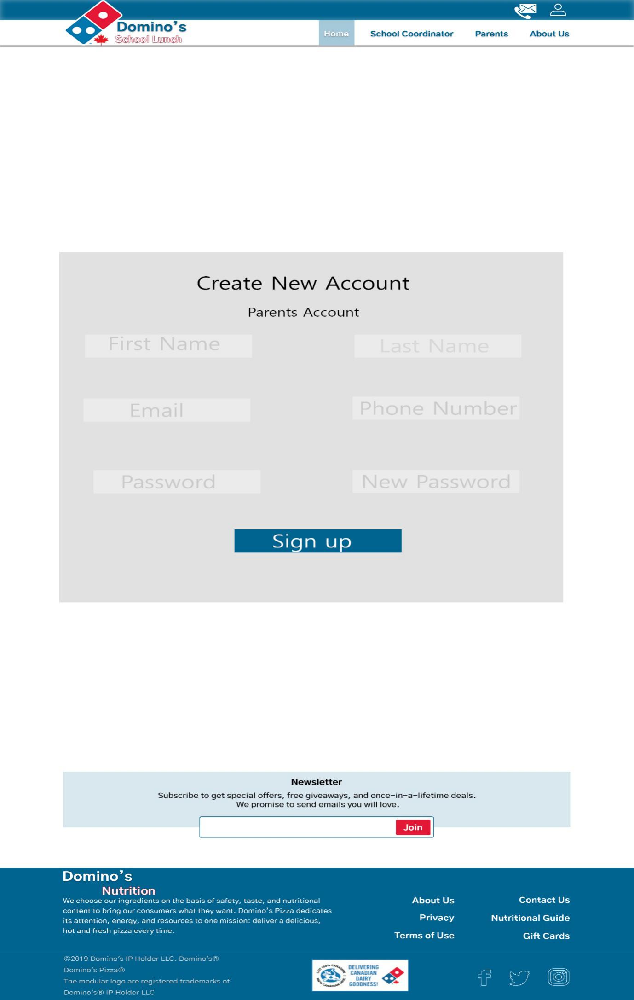 Domino's
School Lunch
Home School Coordinator Parents About Us
Create New Account
Parents Account
First Name Last Name
Email Phone Number
Password New Password
Sign up
Newsletter
Subscribe to get special offers, free giveaways, and once-in-a-lifetime deals.
We promise to send emails you will love.
Join
Domino's
Nutrition
We choose our ingredients on the basis of safety, taste, and nutritional
content to bring our consumers what they want. Domino's Pizza dedicates
its attention, energy, and resources to one mission: deliver a delicious,
hot and fresh pizza every time.
About Us Contact Us
Privacy Nutritional Guide
Terms of Use Gift Cards
©2019 Domino's IP Holder LLC. Domino's®
Domino's Pizza®
The modular logo are registered trademarks of
Domino's® IP Holder LLC
LAIT 100% CANADIEN
100% CANADIAN MILK
DELIVERING
CANADIAN
DAIRY
GOODNESS!